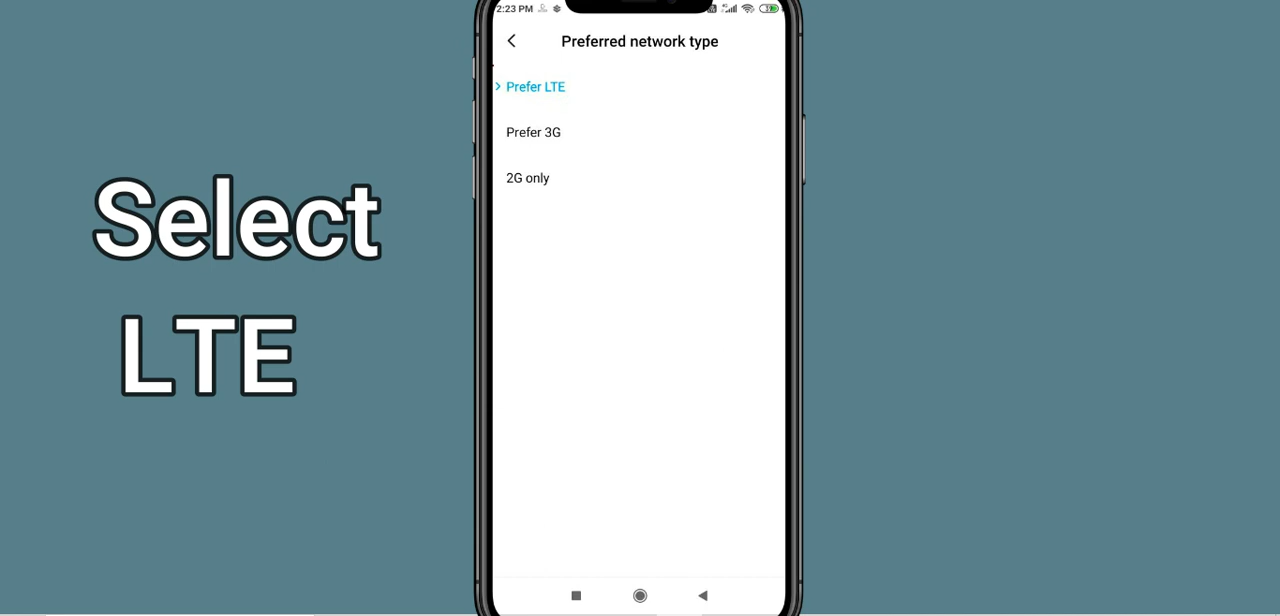 2:23 PM
Preferred network type
Prefer LTE
Prefer 3G
2G only
Select
LTE